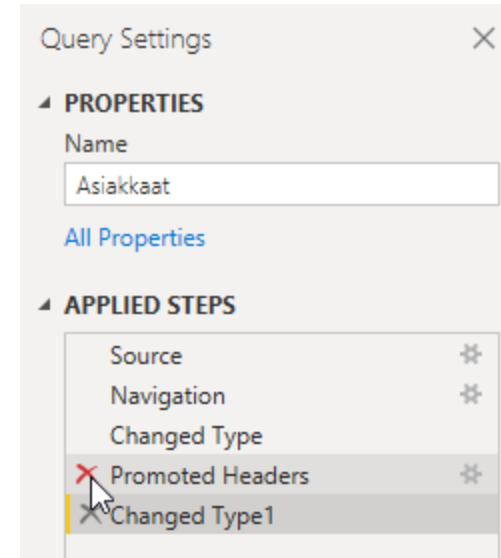 Query Settings
PROPERTIES
Name
Asiakkaat
All Properties
APPLIED STEPS
Source
Navigation
Changed Type
Promoted Headers
Changed Type1